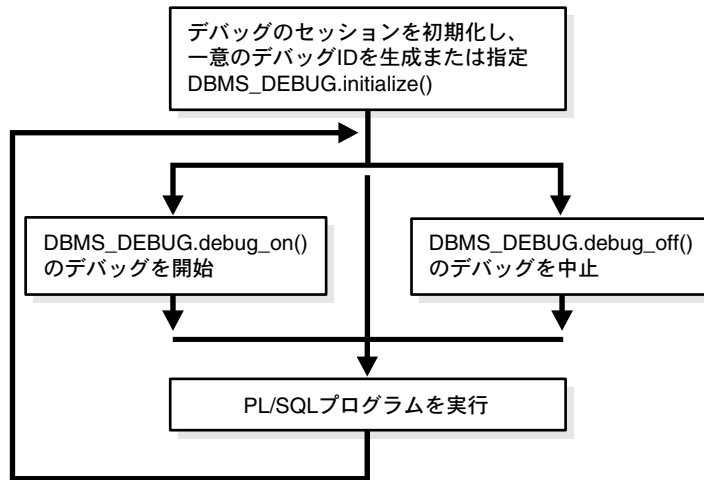 デバッグのセッションを初期化し、
一意のデバッグIDを生成または指定
DBMS_DEBUG.initialize()
DBMS_DEBUG.debug_on()
のデバッグを開始
DBMS_DEBUG.debug_off()
のデバッグを中止
PL/SQLプログラムを実行